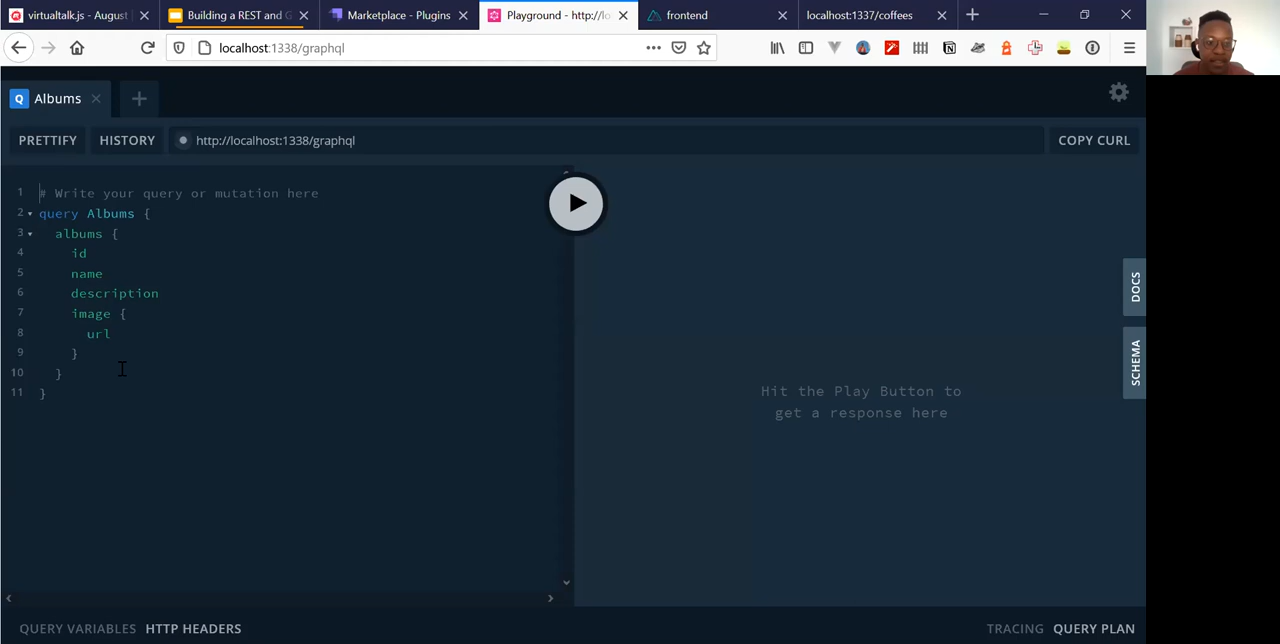 virtualtalk.js - August
Building a REST and G
Marketplace - Plugins
Playground - http://lo
frontend
localhost:1337/coffees
localhost:1338/graphql
Albums
PRETTIFY
HISTORY
http://localhost:1338/graphql
COPY CURL
1 # Write your query or mutation here
2 query Albums {
3 albums {
4 id
5 name
6 description
7 image {
8 url
9 }
10 }
11 }
Hit the Play Button to
get a response here
DOCS
SCHEMA
QUERY VARIABLES
HTTP HEADERS
TRACING
QUERY PLAN